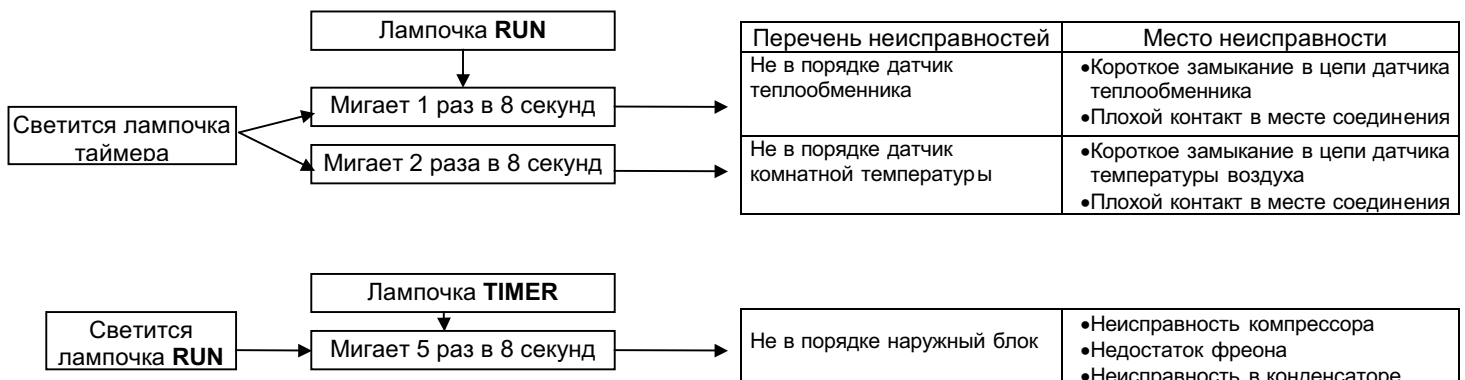 Лампочка RUN
Светится лампочка
таймера
Мигает 1 раз в 8 секунд
Мигает 2 раза в 8 секунд
Перечень неисправностей
Место неисправности
Не в порядке датчик
теплообменника
•Короткое замыкание в цепи датчика
теплообменника
•Плохой контакт в месте соединения
Не в порядке датчик
комнатной температуры
•Короткое замыкание в цепи датчика
температуры воздуха
•Плохой контакт в месте соединения
Лампочка TIMER
Светится
лампочка RUN
Мигает 5 раз в 8 секунд
Не в порядке наружный блок
•Неисправность компрессора
•Недостаток фреона
•Неисправность в конденсаторе